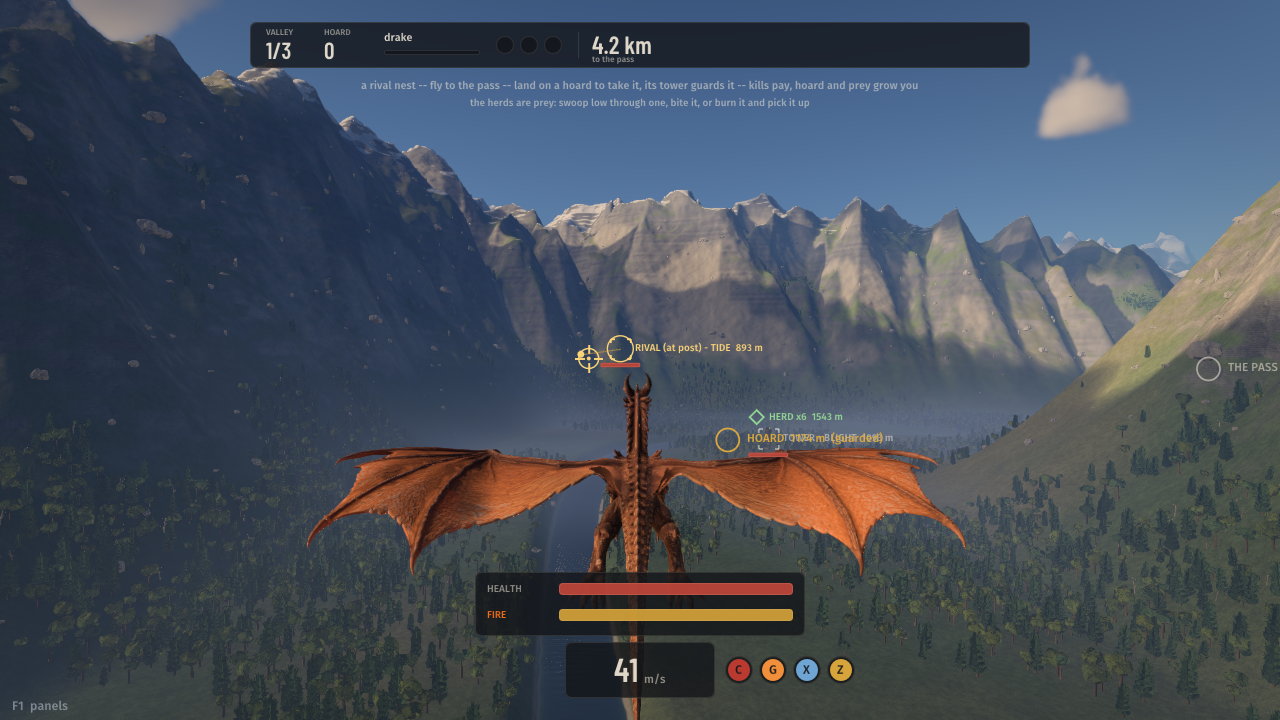 VALLEY
1/3
HOARD
0
drake
4.2 km
to the pass
a rival nest -- fly to the pass -- land on a hoard to take it, its tower guards it -- kills pay, hoard and prey grow you
the herds are prey: swoop low through one, bite it, or burn it and pick it up
RIVAL (at post) - TIDE 893 m
THE PASS
HERD x6 1543 m
HOARD
(guarded)
HEALTH
FIRE
41 m/s
C G X Z
F1 panels